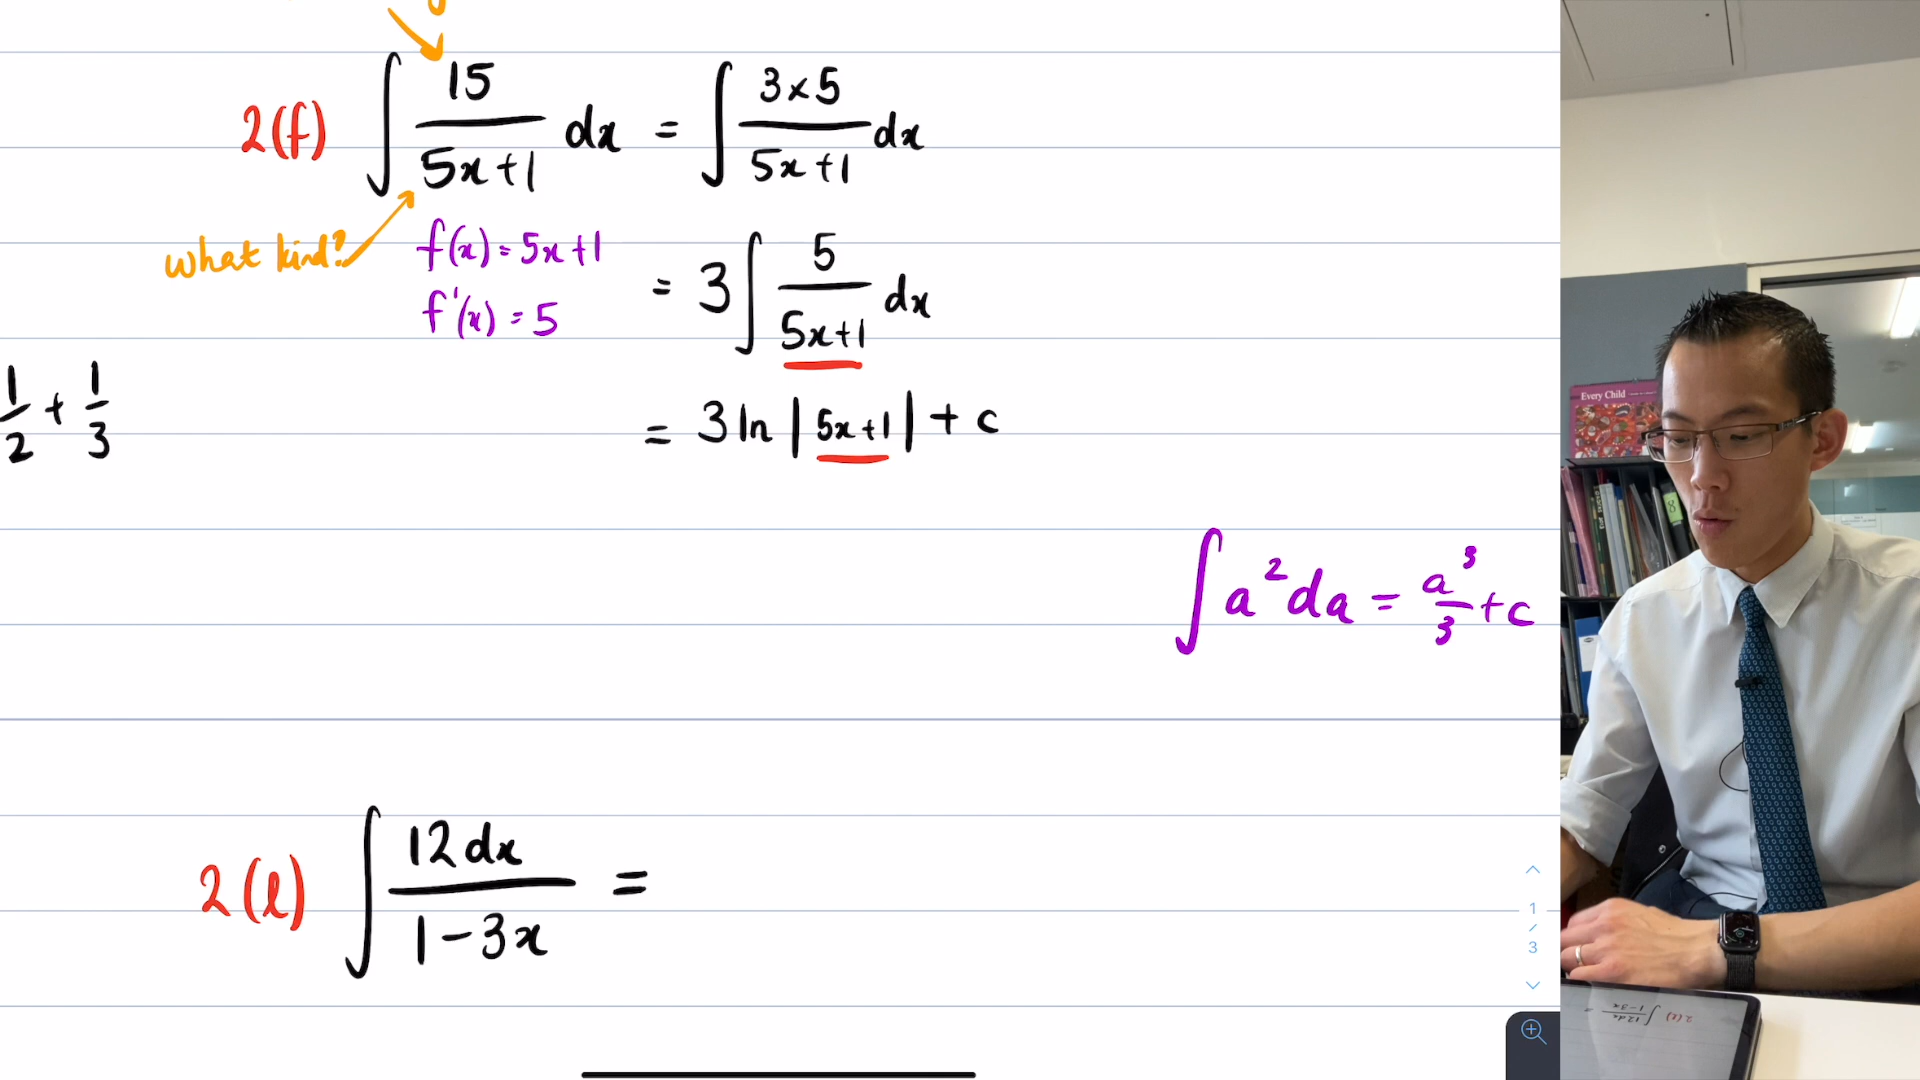 2(f) ∫ 15/(5x+1) dx = ∫ (3×5)/(5x+1) dx
what kind?
f(x) = 5x+1
f'(x) = 5
= 3 ∫ 5/(5x+1) dx
1/2 + 1/3
= 3 ln |5x+1| + c
∫ a² da = a³/3 + c
2(l) ∫ 12dx/(1-3x) =
Every Child
1
/
3